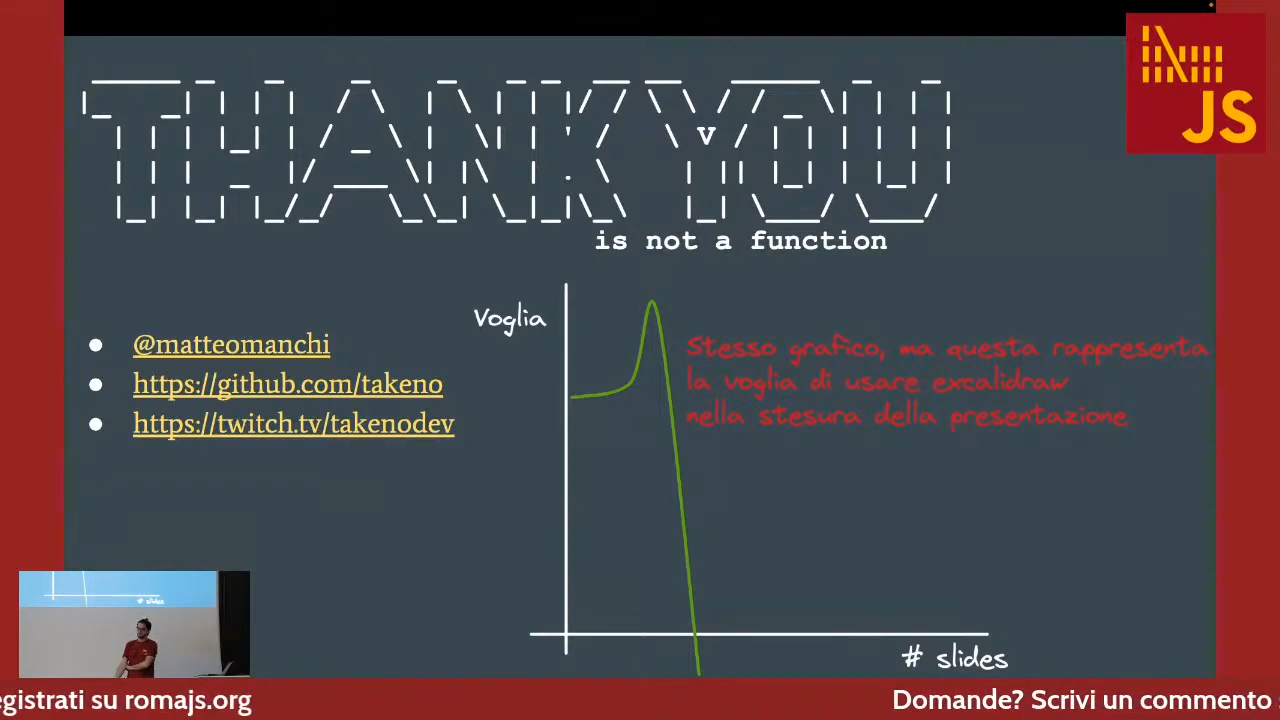 THANK YOU
is not a function
JS
@matteomanchi
https://github.com/takeno
https://twitch.tv/takenodev
Voglia
Stesso grafico, ma questa rappresenta
la voglia di usare excalidraw
nella stesura della presentazione
# slides
# slides
egistrati su romajs.org
Domande? Scrivi un commento